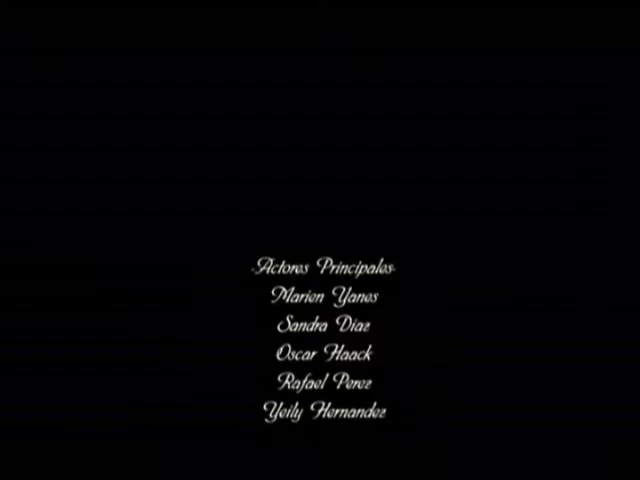 -Actores Principales-
Marien Yanes
Sandra Diaz
Oscar Haack
Rafael Perez
Yeily Hernandez